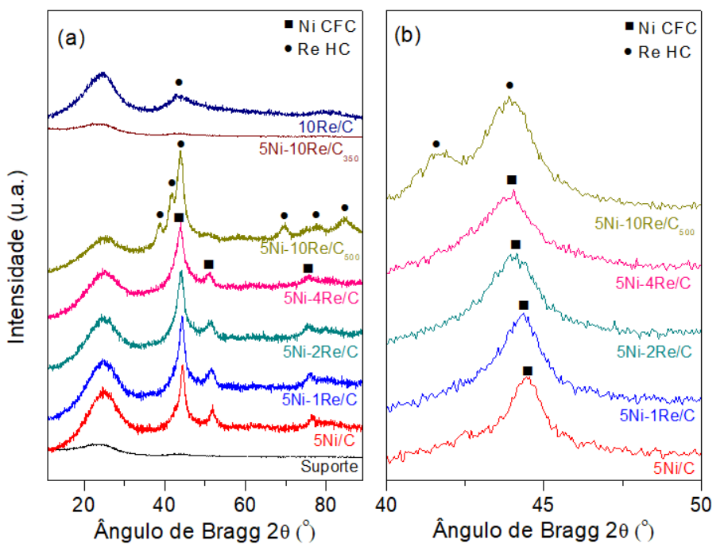 (a)
■ Ni CFC
● Re HC
10Re/C
5Ni-10Re/C350
5Ni-10Re/C500
5Ni-4Re/C
5Ni-2Re/C
5Ni-1Re/C
5Ni/C
Suporte
20 40 60 80
Ângulo de Bragg 2θ (°)
Intensidade (u.a.)
(b)
■ Ni CFC
● Re HC
5Ni-10Re/C500
5Ni-4Re/C
5Ni-2Re/C
5Ni-1Re/C
5Ni/C
40 45 50
Ângulo de Bragg 2θ (°)